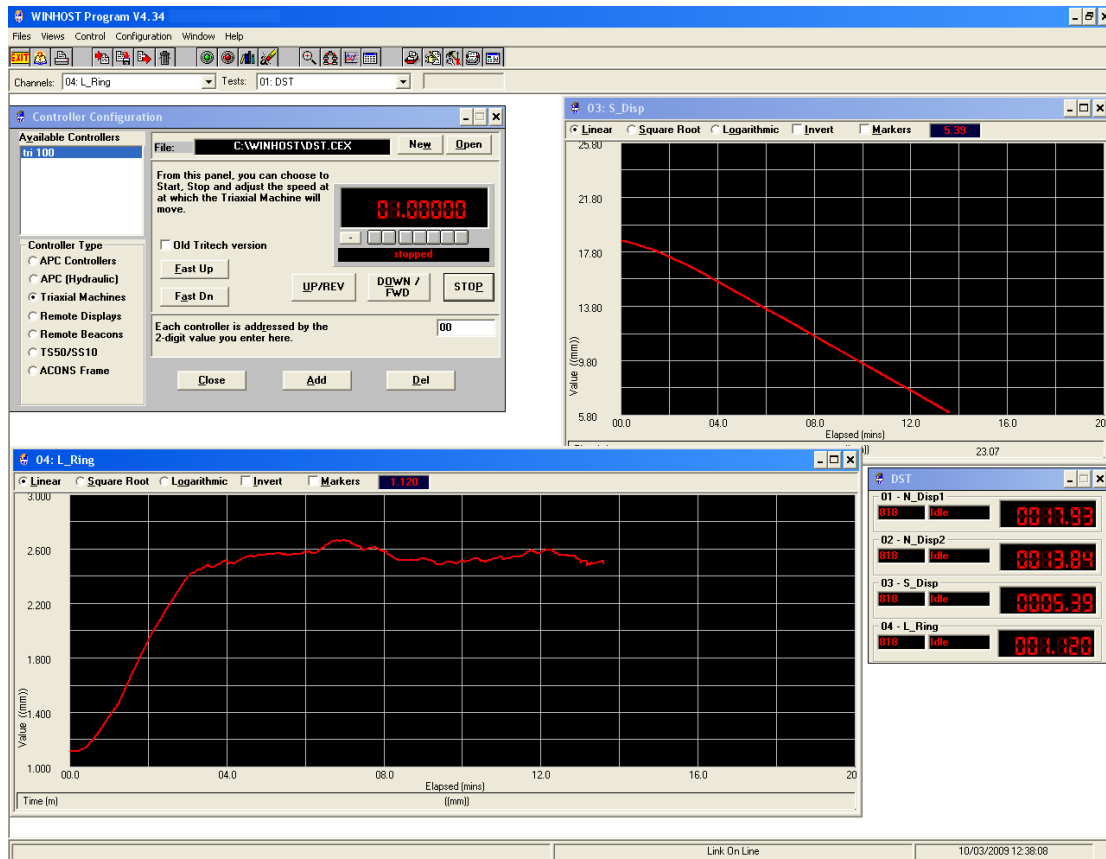 WINHOST Program V4.34
Files Views Control Configuration Window Help
EXIT
Channels: 04: L_Ring Tests: 01: DST
Controller Configuration
Available Controllers
tri 100
File: C:\WINHOST\DST.CEX New Open
From this panel, you can choose to
Start, Stop and adjust the speed at
at which the Triaxial Machine will
move.
01.00000
-
stopped
Old Tritech version
Fast Up
Fast Dn
UP/REV
DOWN /
FWD
STOP
Controller Type
APC Controllers
APC (Hydraulic)
Triaxial Machines
Remote Displays
Remote Beacons
TS50/SS10
ACONS Frame
Each controller is addressed by the
2-digit value you enter here.
00
Close Add Del
03: S_Disp
Linear Square Root Logarithmic Invert Markers 5.39
25.80
21.80
17.80
13.80
9.80
5.80
Value ((mm))
00.0 04.0 08.0 12.0 16.0 20
Elapsed (mins)
23.07
04: L_Ring
Linear Square Root Logarithmic Invert Markers 1.120
3.000
2.600
2.200
1.800
1.400
1.000
Value ((mm))
00.0 04.0 08.0 12.0 16.0 20
Elapsed (mins)
Time (m) ((mm))
DST
01 - N_Disp1
818 Idle 0017.93
02 - N_Disp2
818 Idle 0013.84
03 - S_Disp
818 Idle 0005.39
04 - L_Ring
818 Idle 001.120
Link On Line 10/03/2009 12:38:08